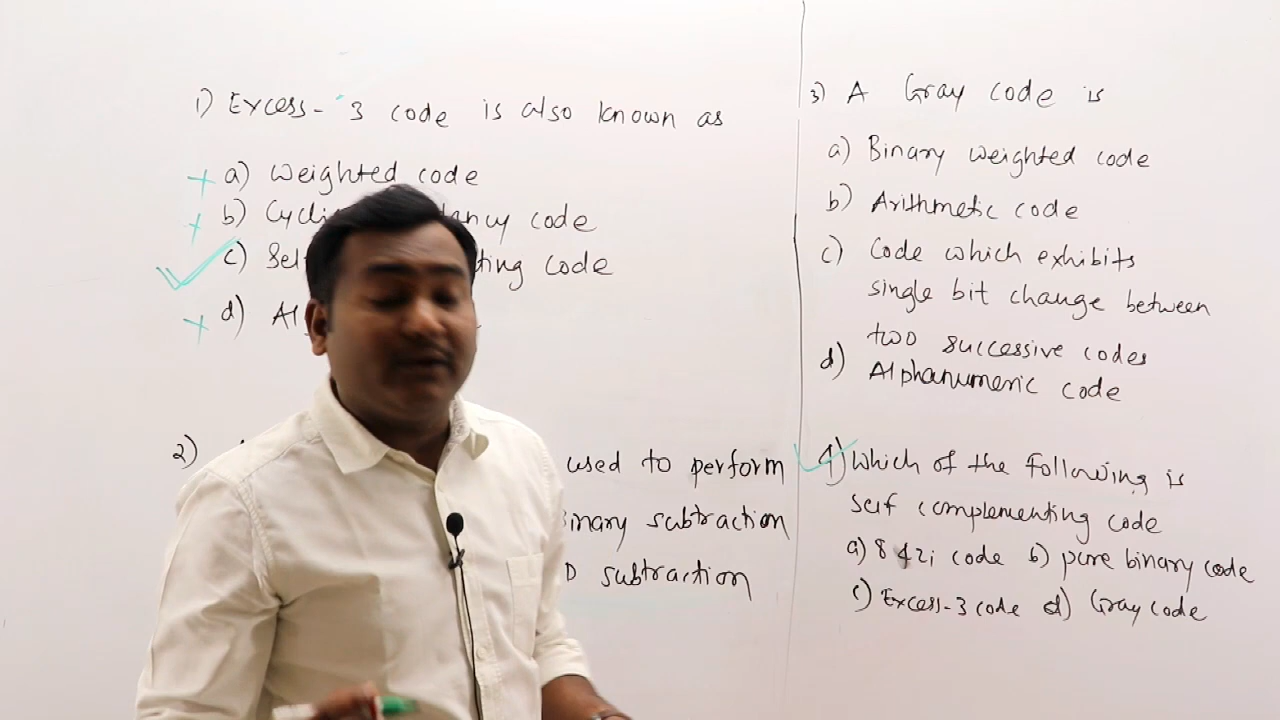 1) Excess-3 code is also known as
a) Weighted code
b) Cycli ancy code
c) Sel ting code
d) Al
2) used to perform
inary subtraction
D subtraction
3) A Gray code is
a) Binary weighted code
b) Arithmetic code
c) Code which exhibits
single bit change between
two successive codes
d) Alphanumeric code
4) Which of the following is
self complementing code
a) 8421 code b) pure binary code
c) Excess-3 code d) Gray code